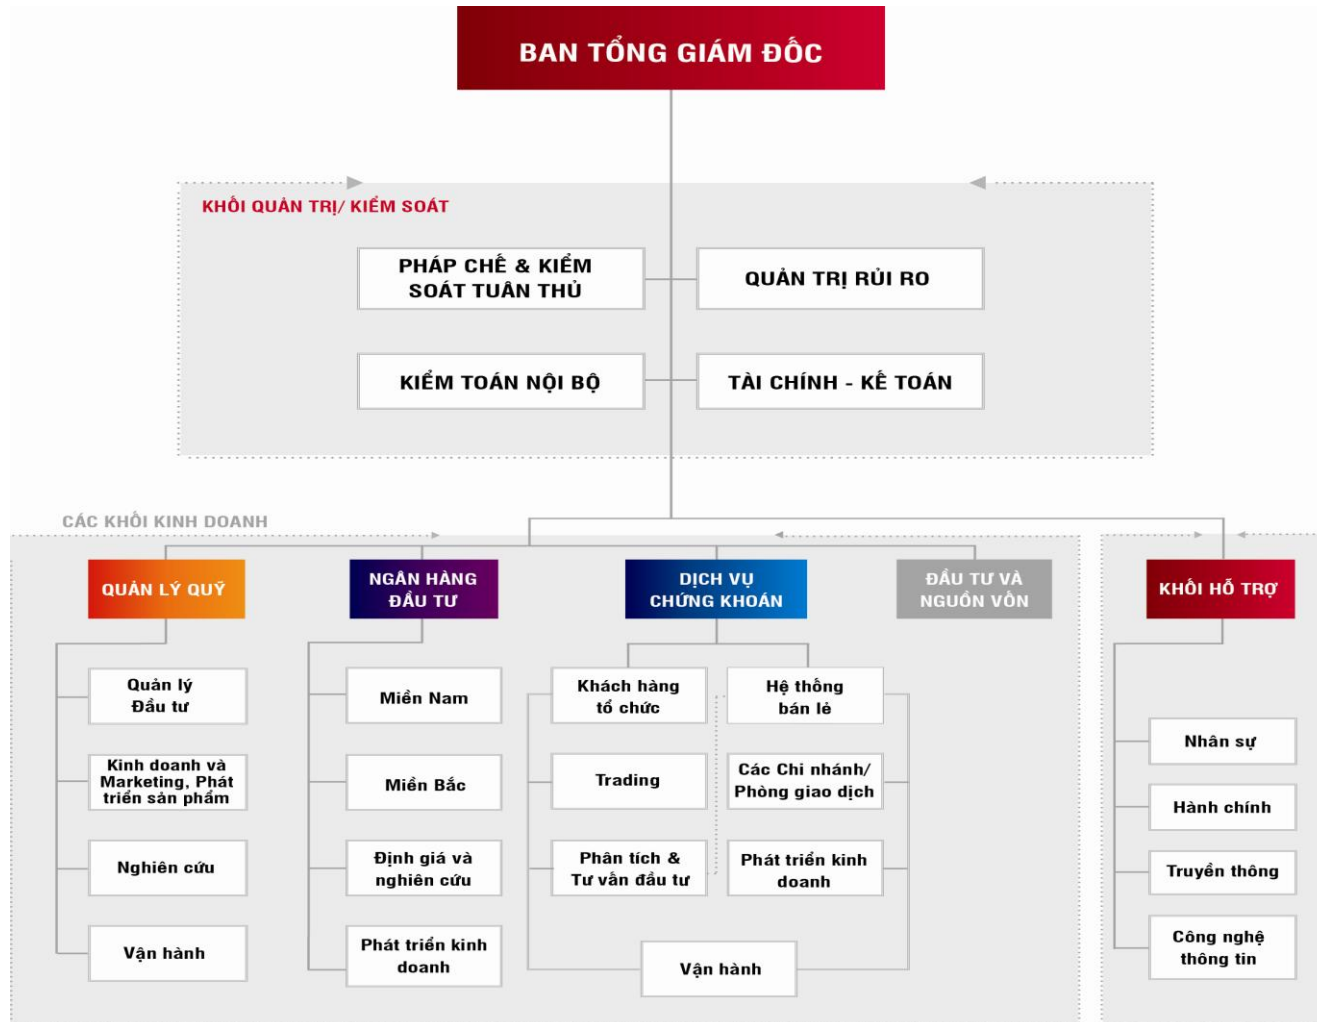 BAN TỔNG GIÁM ĐỐC
KHỐI QUẢN TRỊ/ KIỂM SOÁT
PHÁP CHẾ & KIỂM
SOÁT TUÂN THỦ
QUẢN TRỊ RỦI RO
KIỂM TOÁN NỘI BỘ
TÀI CHÍNH - KẾ TOÁN
CÁC KHỐI KINH DOANH
QUẢN LÝ QUỸ
Quản lý
Đầu tư
Kinh doanh và
Marketing, Phát
triển sản phẩm
Nghiên cứu
Vận hành
NGÂN HÀNG
ĐẦU TƯ
Miền Nam
Miền Bắc
Định giá và
nghiên cứu
Phát triển kinh
doanh
DỊCH VỤ
CHỨNG KHOÁN
Khách hàng
tổ chức
Trading
Phân tích &
Tư vấn đầu tư
Hệ thống
bán lẻ
Các Chi nhánh/
Phòng giao dịch
Phát triển kinh
doanh
Vận hành
ĐẦU TƯ VÀ
NGUỒN VỐN
KHỐI HỖ TRỢ
Nhân sự
Hành chính
Truyền thông
Công nghệ
thông tin